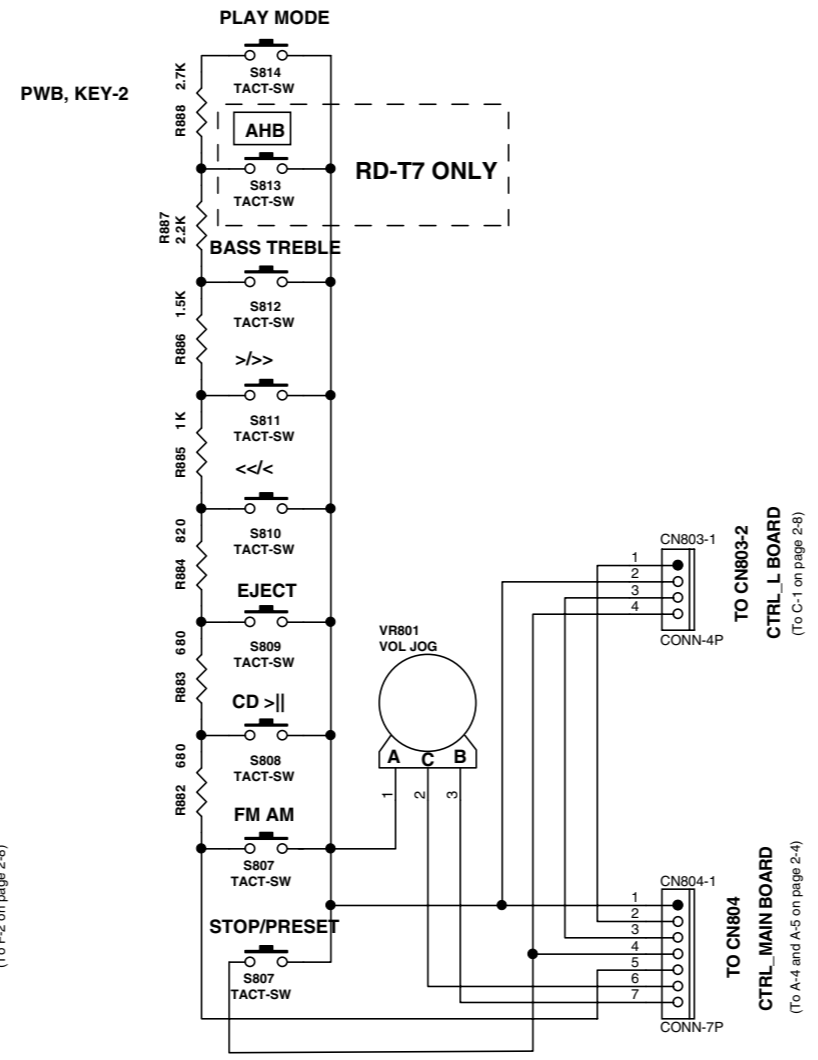 PLAY MODE
PWB, KEY-2
R888 2.7K
S814
TACT-SW
AHB
RD-T7 ONLY
S813
TACT-SW
R887
2.2K
BASS TREBLE
S812
TACT-SW
R886 1.5K
>/>>
S811
TACT-SW
R885 1K
<</<
S810
TACT-SW
R884 820
EJECT
S809
TACT-SW
R883 680
CD >||
S808
TACT-SW
R882 680
FM AM
S807
TACT-SW
STOP/PRESET
S807
TACT-SW
VR801
VOL JOG
A C B
1 2 3
CN803-1
1
2
3
4
CONN-4P
TO CN803-2
CTRL_L BOARD
(To C-1 on page 2-8)
CN804-1
1
2
3
4
5
6
7
CONN-7P
TO CN804
CTRL_MAIN BOARD
(To A-4 and A-5 on page 2-4)